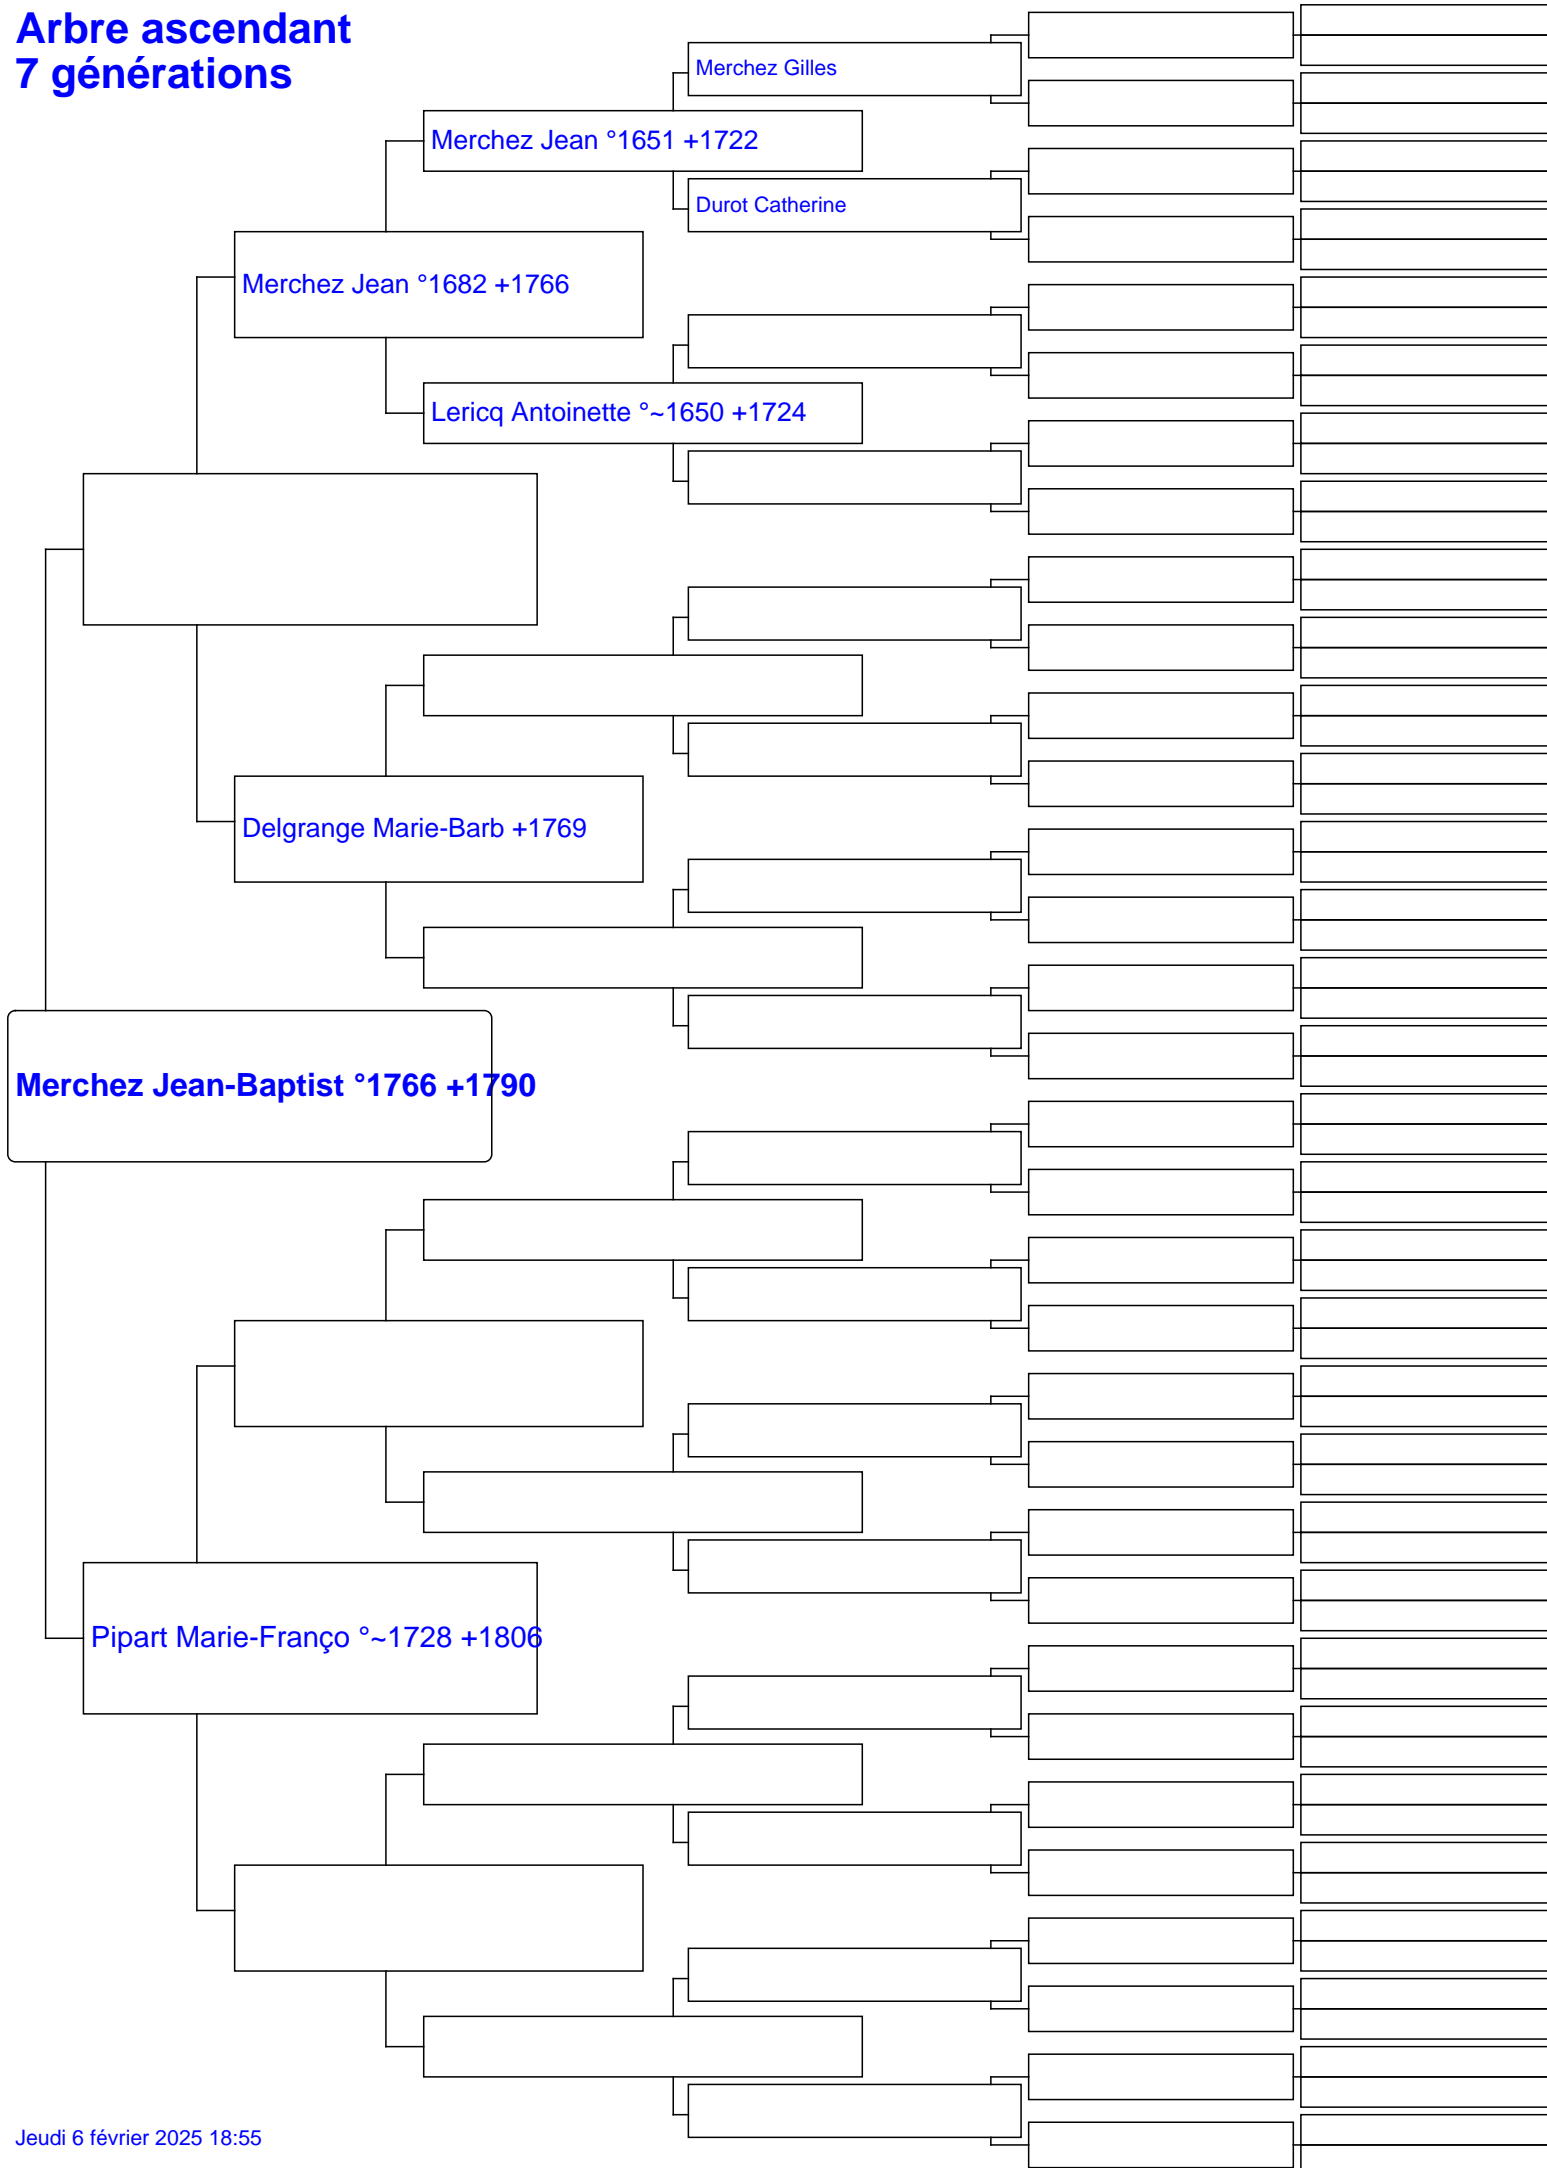 Arbre ascendant
7 générations
Merchez Gilles
Merchez Jean °1651 +1722
Durot Catherine
Merchez Jean °1682 +1766
Lericq Antoinette °~1650 +1724
Delgrange Marie-Barb +1769
Merchez Jean-Baptist °1766 +1790
Pipart Marie-Franço °~1728 +1806
Jeudi 6 février 2025 18:55